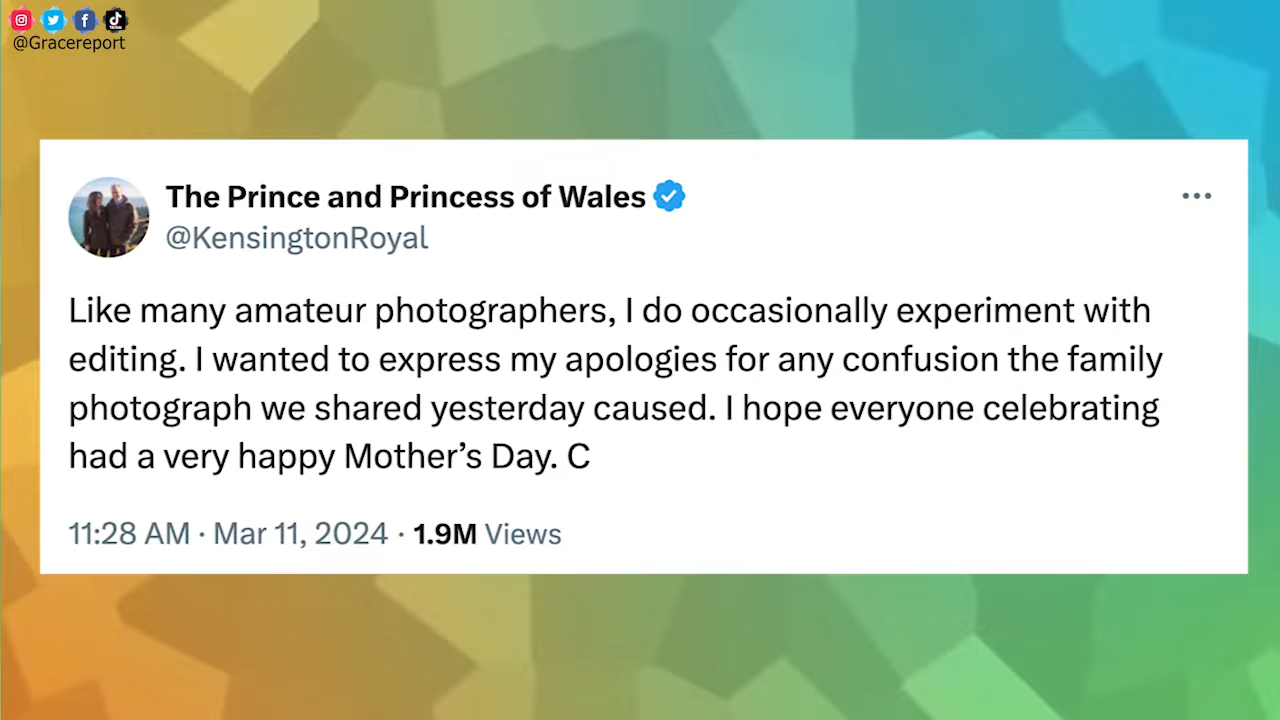 @Gracereport
The Prince and Princess of Wales
@KensingtonRoyal
Like many amateur photographers, I do occasionally experiment with
editing. I wanted to express my apologies for any confusion the family
photograph we shared yesterday caused. I hope everyone celebrating
had a very happy Mother’s Day. C
11:28 AM · Mar 11, 2024 · 1.9M Views